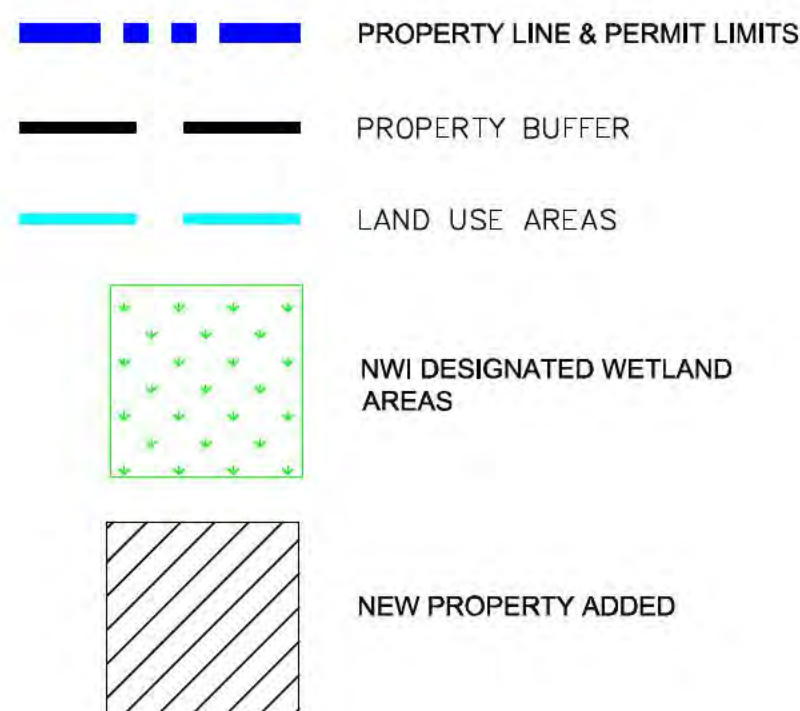 PROPERTY LINE & PERMIT LIMITS
PROPERTY BUFFER
LAND USE AREAS
NWI DESIGNATED WETLAND
AREAS
NEW PROPERTY ADDED